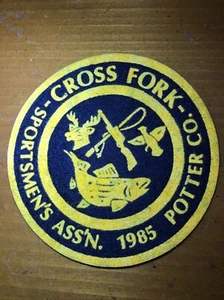 -CROSS FORK-
SPORTSMEN'S ASS'N. 1985 POTTER CO.